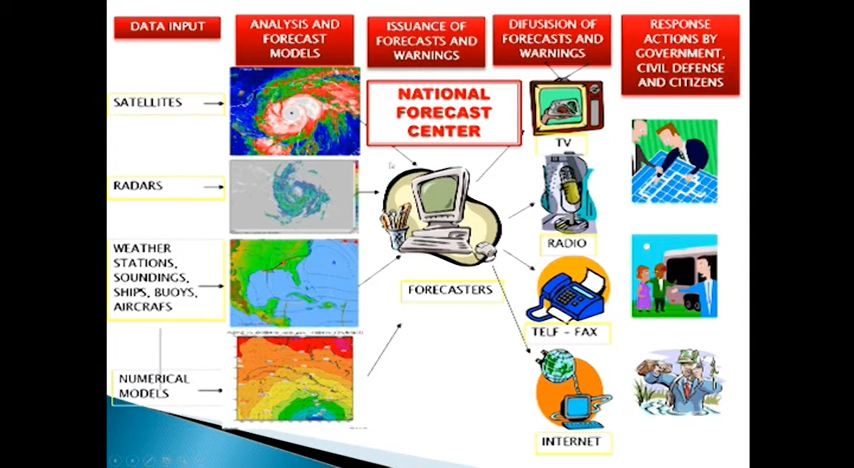 DATA INPUT
ANALYSIS AND
FORECAST
MODELS
ISSUANCE OF
FORECASTS AND
WARNINGS
DIFUSISION OF
FORECASTS AND
WARNINGS
RESPONSE
ACTIONS BY
GOVERNMENT,
CIVIL DEFENSE
AND CITIZENS
NATIONAL
FORECAST
CENTER
SATELLITES
RADARS
WEATHER
STATIONS,
SOUNDINGS,
SHIPS, BUOYS,
AIRCRAFS
NUMERICAL
MODELS
FORECASTERS
TV
RADIO
TELF - FAX
INTERNET